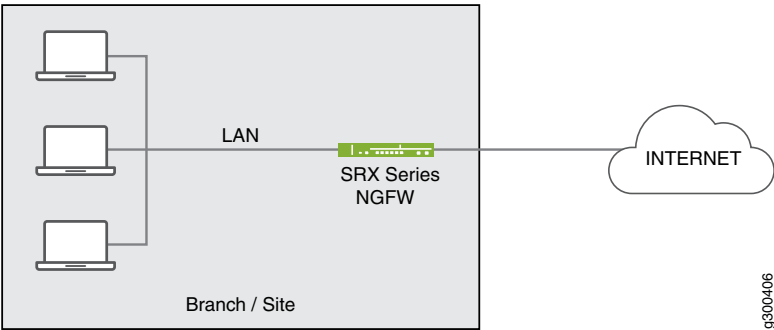 LAN
SRX Series
NGFW
INTERNET
Branch / Site
g300406